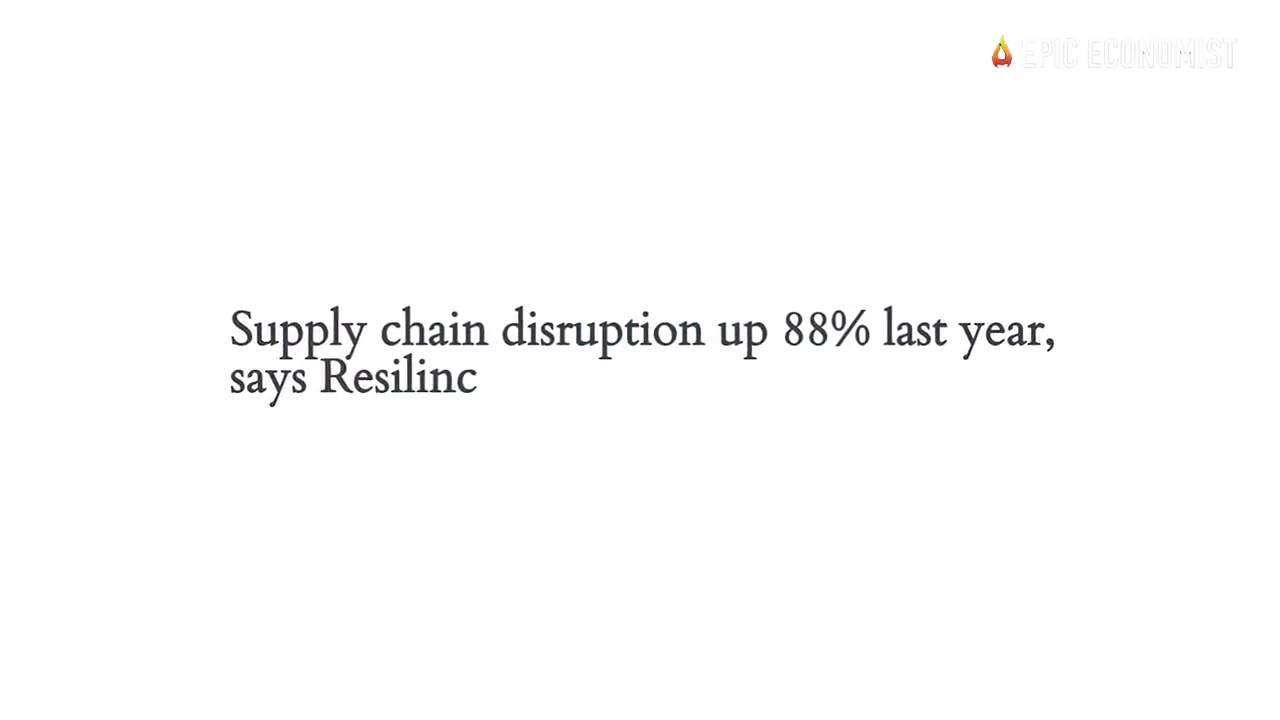 EPIC ECONOMIST
Supply chain disruption up 88% last year,
says Resilinc